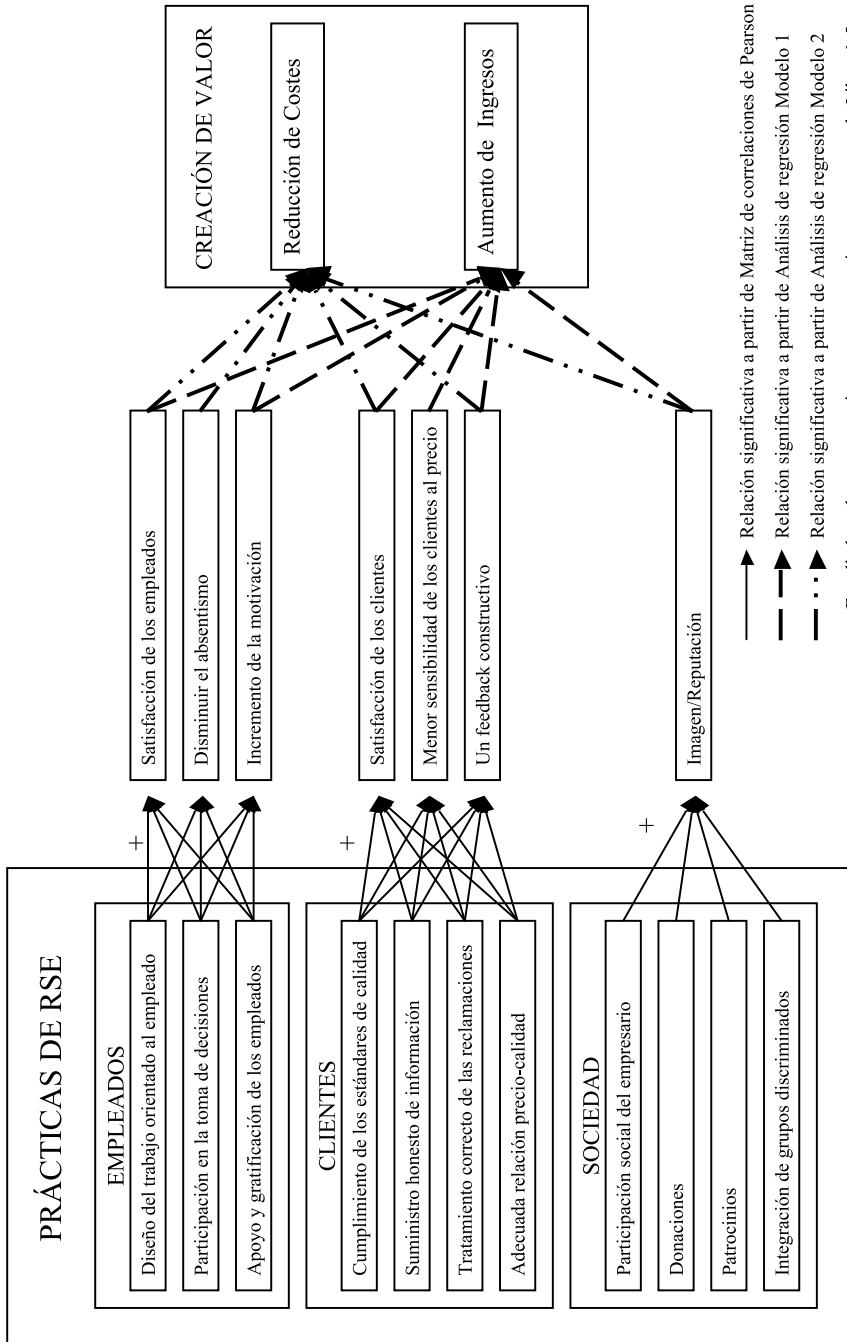 PRÁCTICAS DE RSE
EMPLEADOS
Diseño del trabajo orientado al empleado
Participación en la toma de decisiones
Apoyo y gratificación de los empleados
CLIENTES
Cumplimiento de los estándares de calidad
Suministro honesto de información
Tratamiento correcto de las reclamaciones
Adecuada relación precio-calidad
SOCIEDAD
Participación social del empresario
Donaciones
Patrocinios
Integración de grupos discriminados
+
+
+
Satisfacción de los empleados
Disminuir el absentismo
Incremento de la motivación
Satisfacción de los clientes
Menor sensibilidad de los clientes al precio
Un feedback constructivo
Imagen/Reputación
CREACIÓN DE VALOR
Reducción de Costes
Aumento de Ingresos
Relación significativa a partir de Matriz de correlaciones de Pearson
Relación significativa a partir de Análisis de regresión Modelo 1
Relación significativa a partir de Análisis de regresión Modelo 2